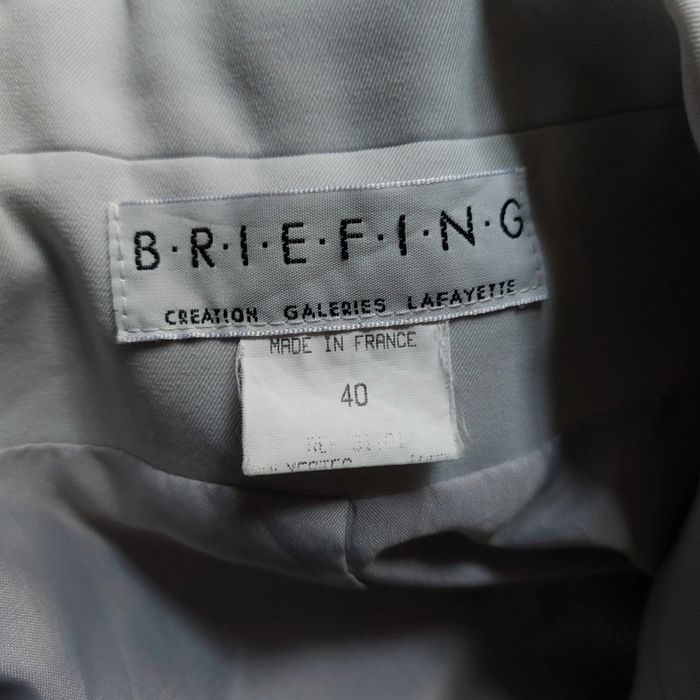 B·R·I·E·F·I·N·G
CREATION GALERIES LAFAYETTE
MADE IN FRANCE
40